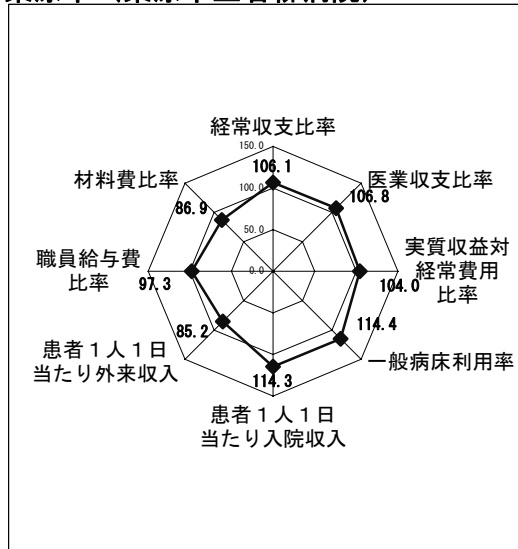 経常収支比率
150.0
106.1
100.0
50.0
0.0
医業収支比率
106.8
実質収益対
経常費用
比率
104.0
114.4
一般病床利用率
114.3
患者１人１日
当たり入院収入
患者１人１日
当たり外来収入
85.2
職員給与費
比率
97.3
材料費比率
86.9